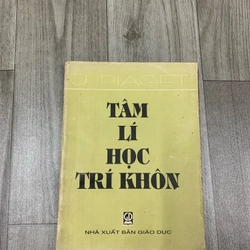 J. PIAGET
TÂM
LÍ
HỌC
TRÍ KHÔN
NHÀ XUẤT BẢN GIÁO DỤC